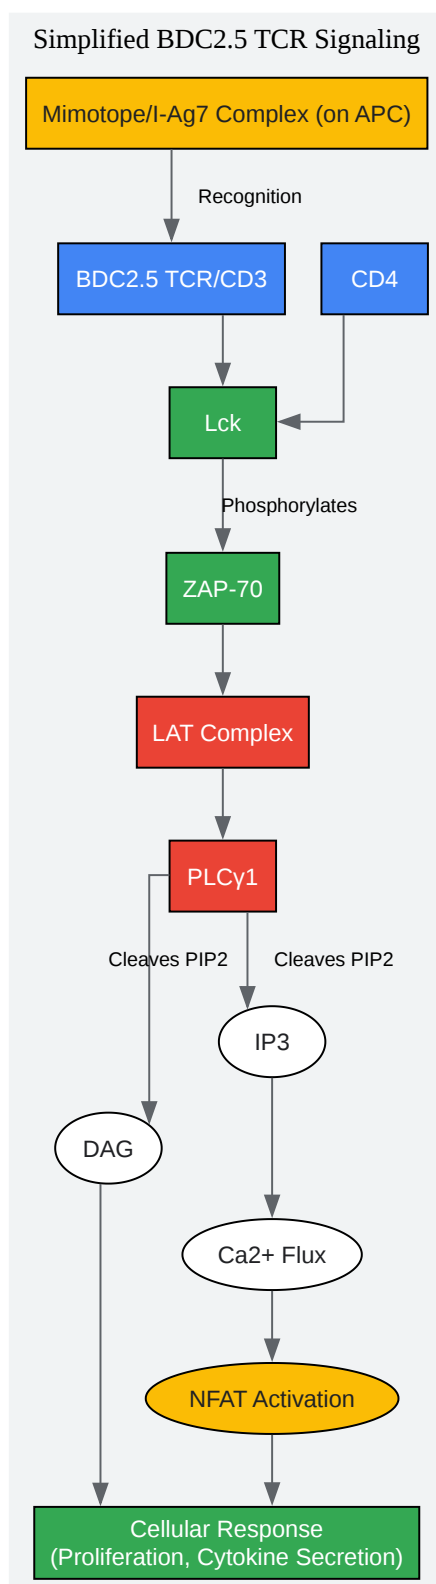 Simplified BDC2.5 TCR Signaling
Mimotope/I-Ag7 Complex (on APC)
Recognition
BDC2.5 TCR/CD3
CD4
Lck
Phosphorylates
ZAP-70
LAT Complex
PLCγ1
Cleaves PIP2
Cleaves PIP2
IP3
DAG
Ca2+ Flux
NFAT Activation
Cellular Response
(Proliferation, Cytokine Secretion)